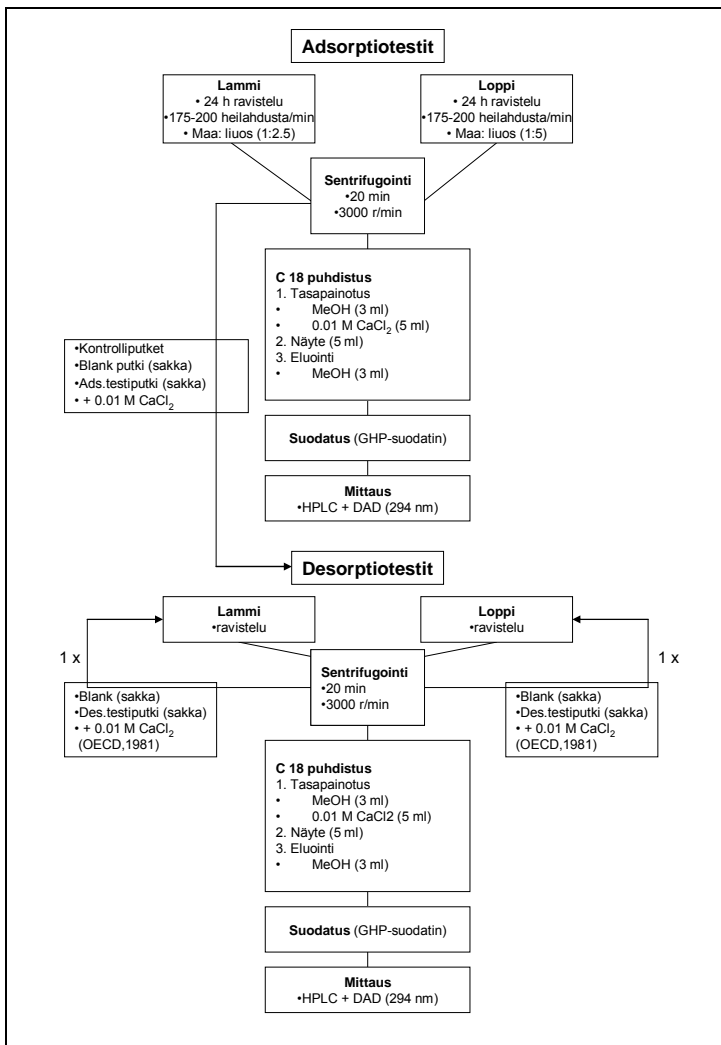 Adsorptiotestit
Lammi
• 24 h ravistelu
•175-200 heilahdusta/min
• Maa: liuos (1:2.5)
Loppi
• 24 h ravistelu
•175-200 heilahdusta/min
• Maa: liuos (1:5)
Sentrifugointi
•20 min
•3000 r/min
C 18 puhdistus
1. Tasapainotus
• MeOH (3 ml)
• 0.01 M CaCl₂ (5 ml)
2. Näyte (5 ml)
3. Eluointi
• MeOH (3 ml)
•Kontrolliputket
•Blank putki (sakka)
•Ads.testiputki (sakka)
• + 0.01 M CaCl₂
Suodatus (GHP-suodatin)
Mittaus
•HPLC + DAD (294 nm)
Desorptiotestit
Lammi
•ravistelu
Loppi
•ravistelu
1 x
1 x
Sentrifugointi
•20 min
•3000 r/min
•Blank (sakka)
•Des.testiputki (sakka)
• + 0.01 M CaCl₂
(OECD,1981)
•Blank (sakka)
•Des.testiputki (sakka)
• + 0.01 M CaCl₂
(OECD,1981)
C 18 puhdistus
1. Tasapainotus
• MeOH (3 ml)
• 0.01 M CaCl2 (5 ml)
2. Näyte (5 ml)
3. Eluointi
• MeOH (3 ml)
Suodatus (GHP-suodatin)
Mittaus
•HPLC + DAD (294 nm)